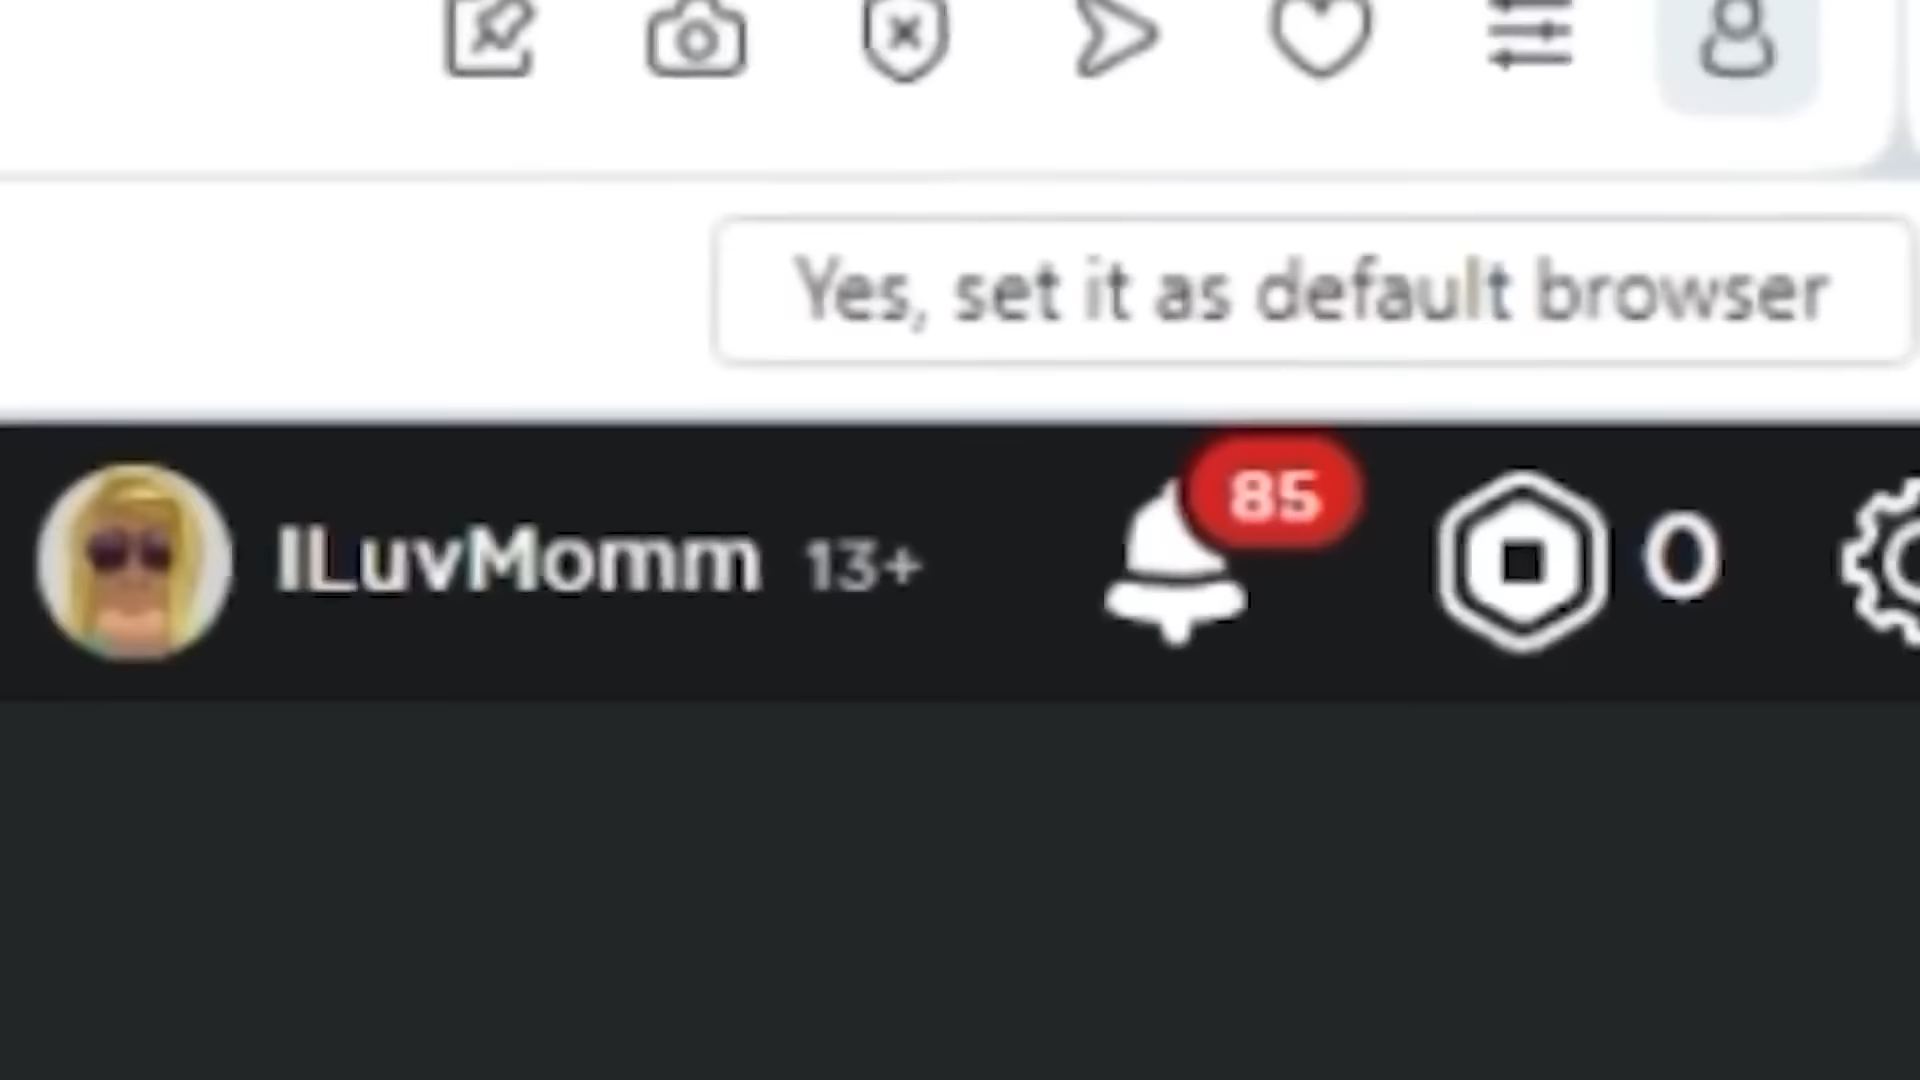 Yes, set it as default browser
85
ILuvMomm 13+ 0